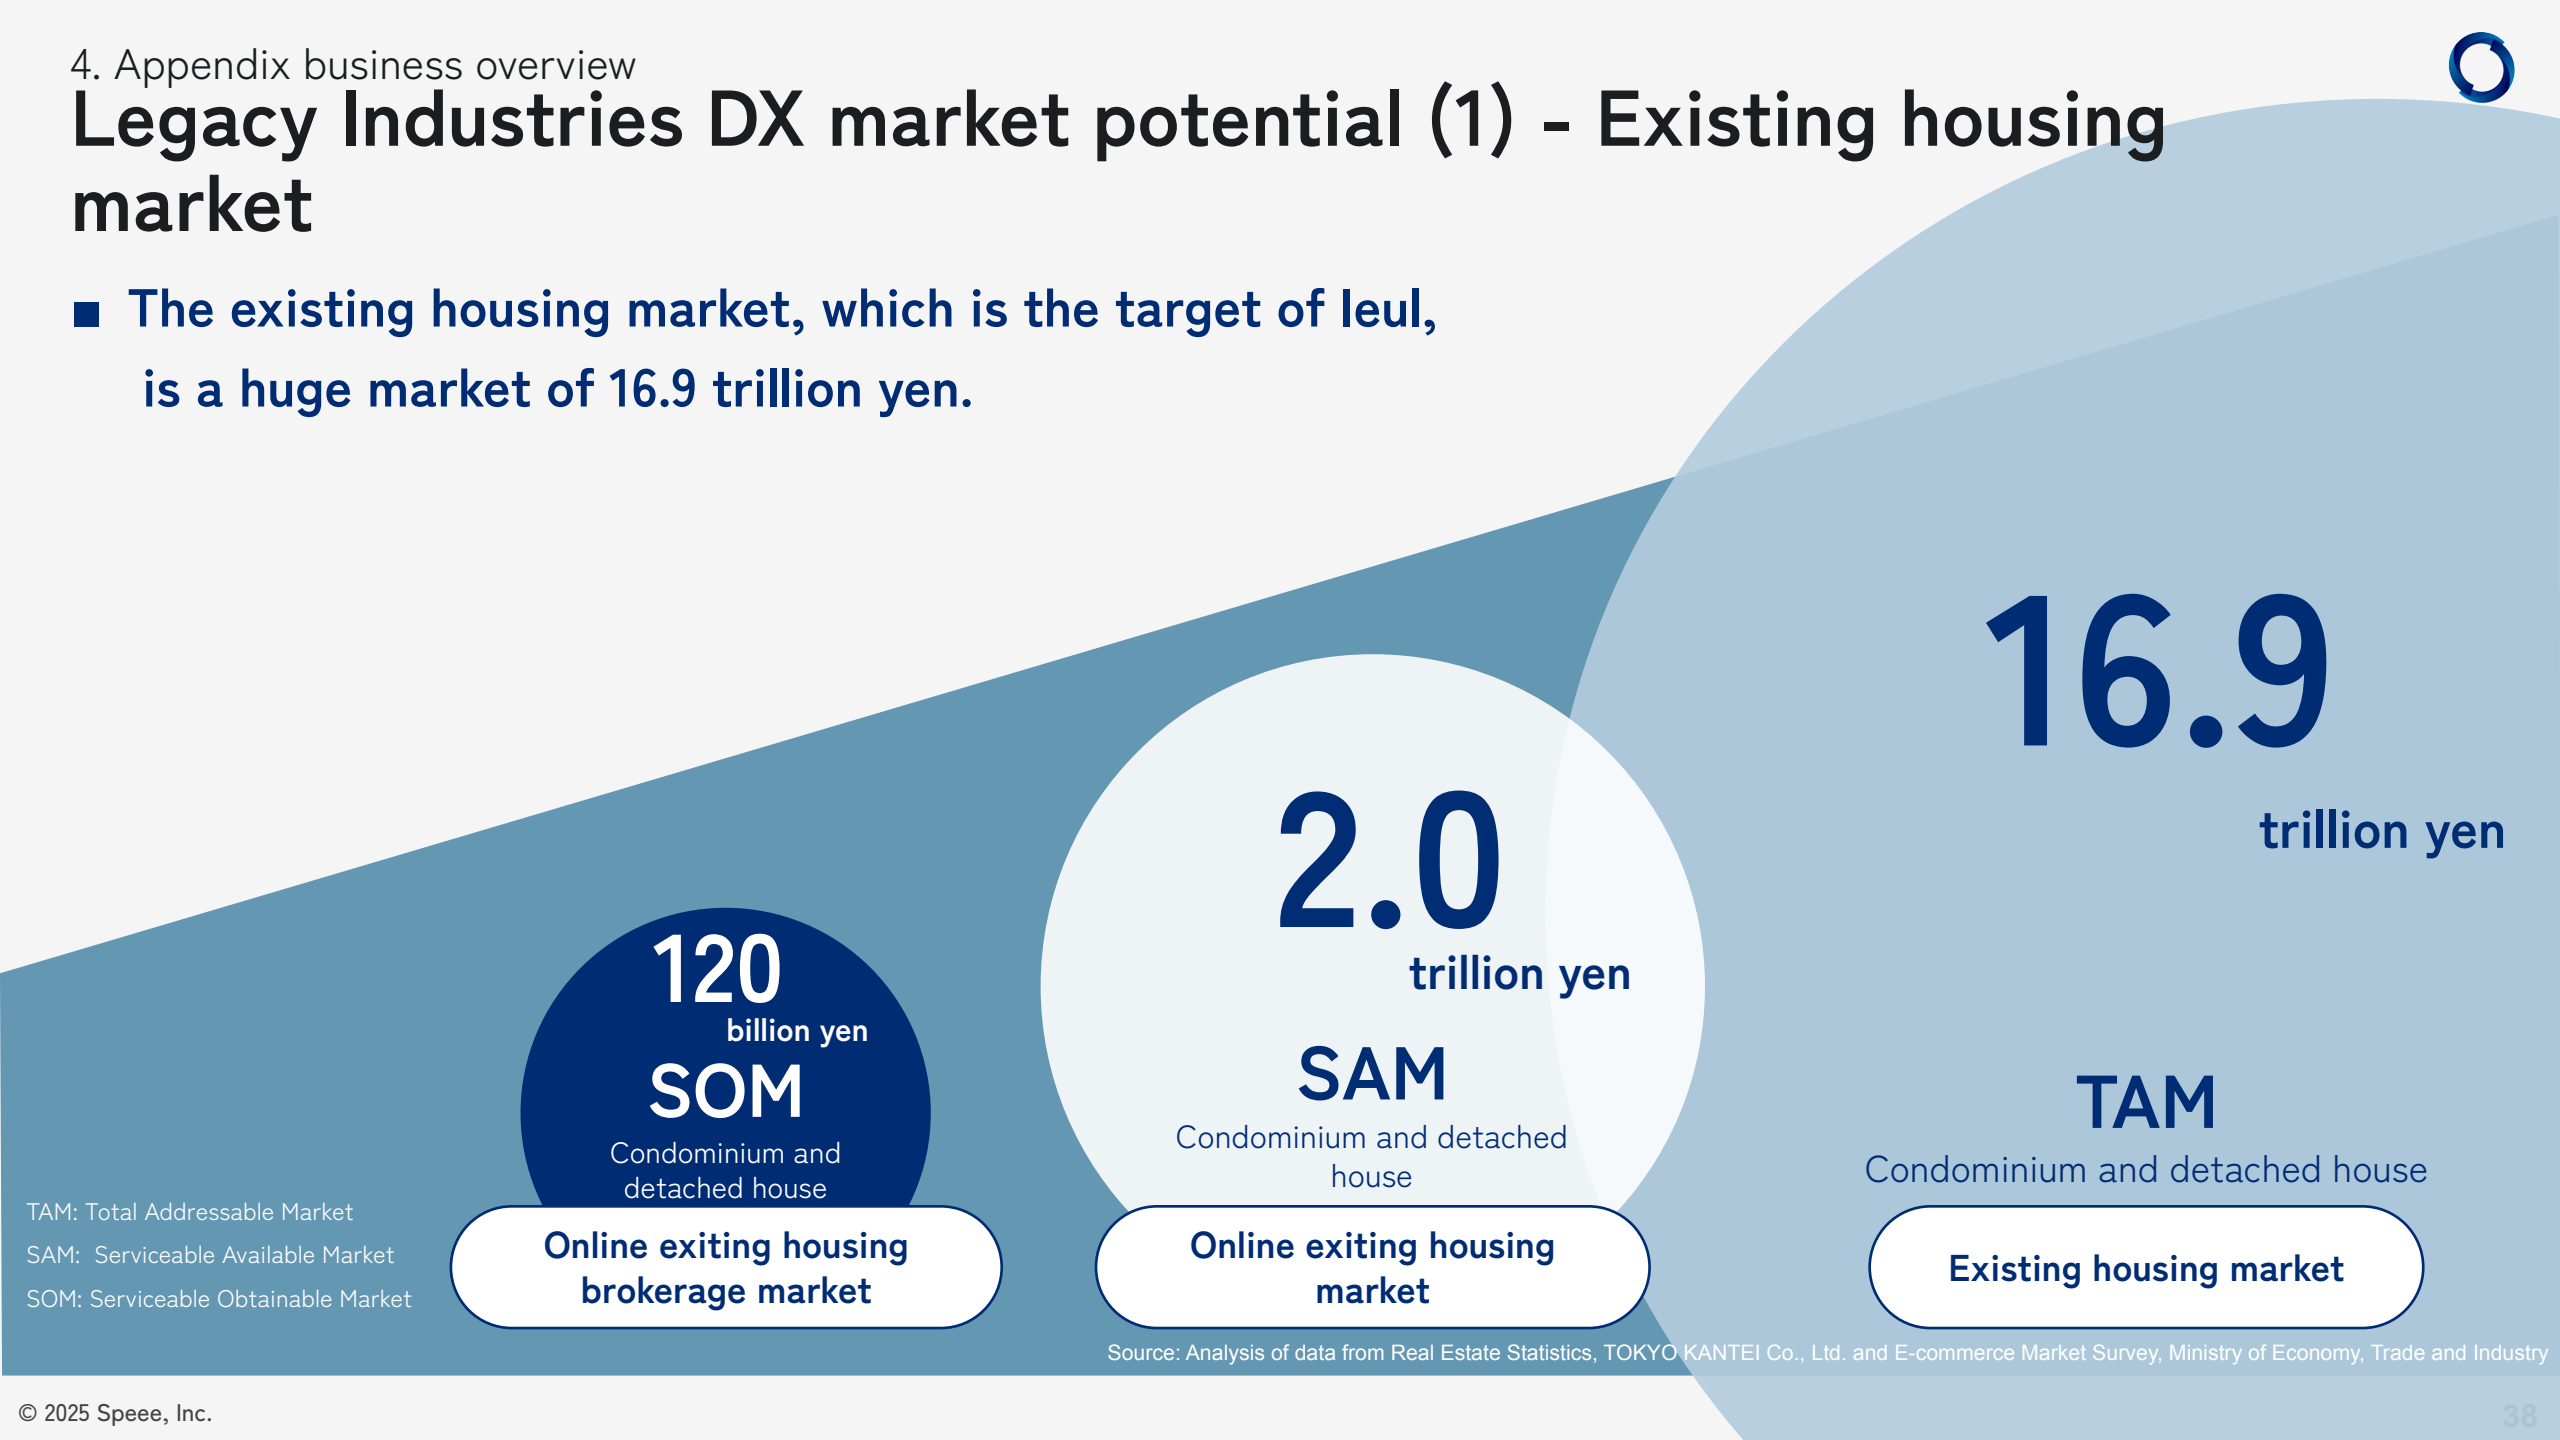 4. Appendix business overview
Legacy Industries DX market potential (1) - Existing housing
market
■ The existing housing market, which is the target of Ieul,
is a huge market of 16.9 trillion yen.
16.9
trillion yen
TAM
Condominium and detached house
Existing housing market
2.0
trillion yen
SAM
Condominium and detached
house
Online exiting housing
market
120
billion yen
SOM
Condominium and
detached house
Online exiting housing
brokerage market
TAM: Total Addressable Market
SAM: Serviceable Available Market
SOM: Serviceable Obtainable Market
Source: Analysis of data from Real Estate Statistics, TOKYO KANTEI Co., Ltd. and E-commerce Market Survey, Ministry of Economy, Trade and Industry
© 2025 Speee, Inc.
38